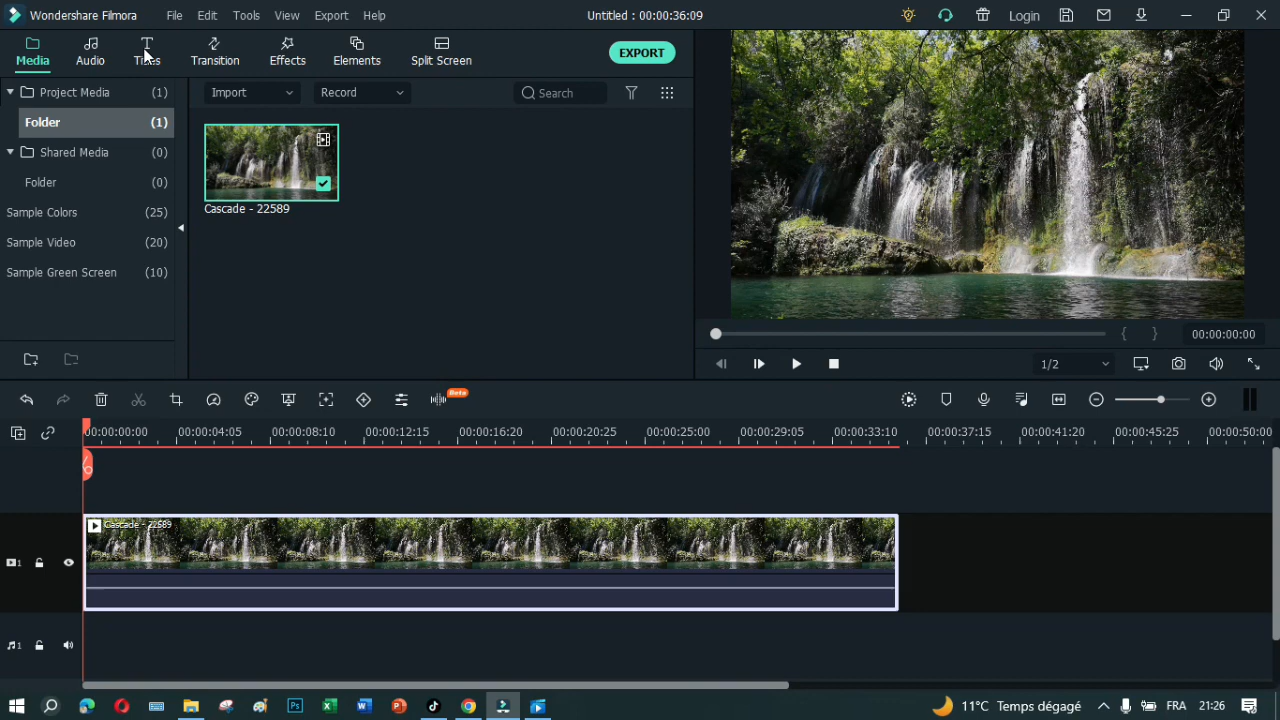 Wondershare Filmora
File Edit Tools View Export Help
Untitled : 00:00:36:09
Login
Media Audio Titles Transition Effects Elements Split Screen
EXPORT
Project Media (1)
Folder (1)
Shared Media (0)
Folder (0)
Sample Colors (25)
Sample Video (20)
Sample Green Screen (10)
Import Record Search
Cascade - 22589
00:00:00:00
1/2
Beta
00:00:00:00 00:00:04:05 00:00:08:10 00:00:12:15 00:00:16:20 00:00:20:25 00:00:25:00 00:00:29:05 00:00:33:10 00:00:37:15 00:00:41:20 00:00:45:25 00:00:50:00
Cascade - 22589
1
1
11°C Temps dégagé FRA 21:26